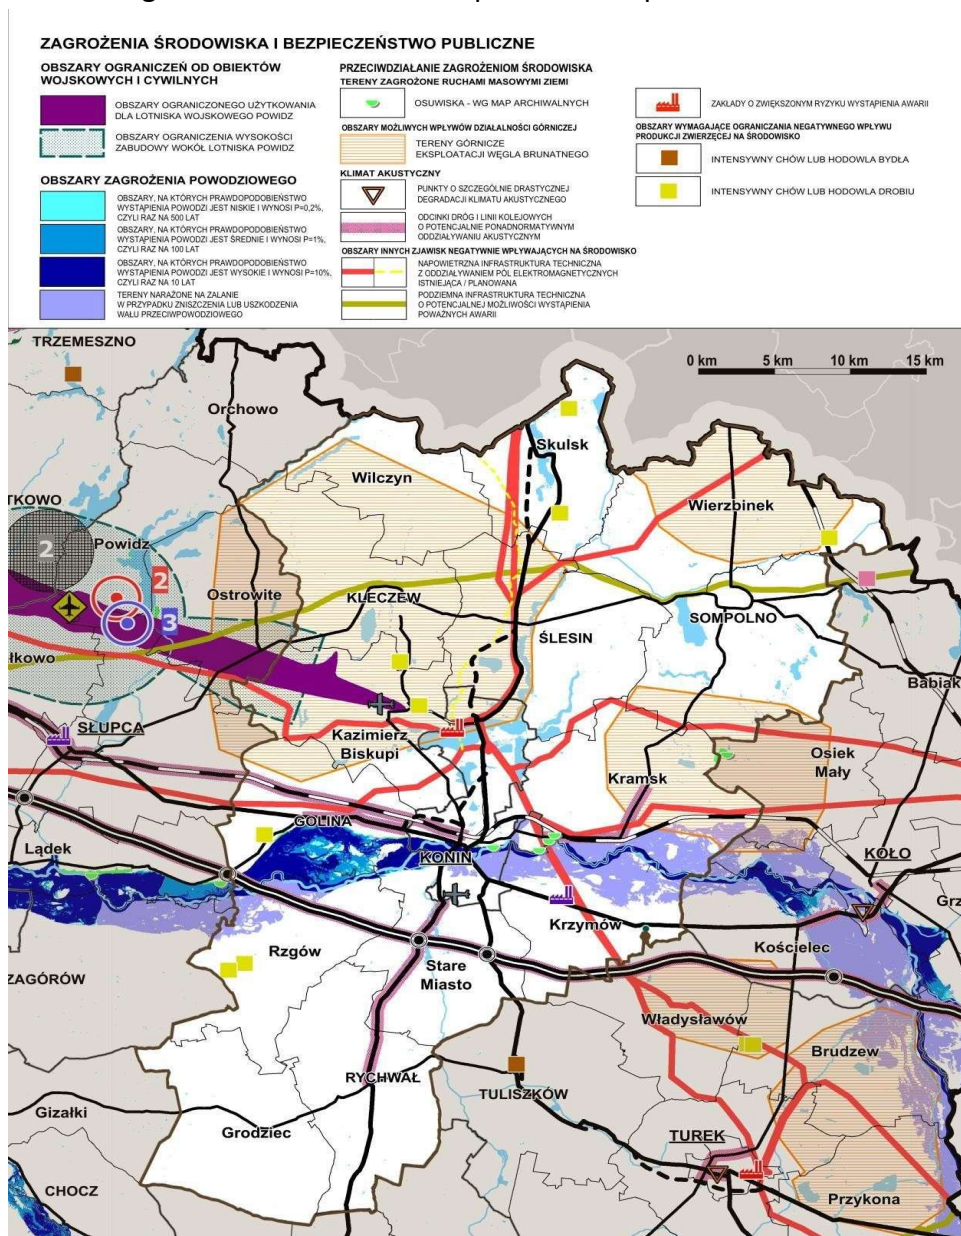 ZAGROŻENIA ŚRODOWISKA I BEZPIECZEŃSTWO PUBLICZNE
OBSZARY OGRANICZEŃ OD OBIEKTÓW
WOJSKOWYCH I CYWILNYCH
OBSZARY OGRANICZONEGO UŻYTKOWANIA
DLA LOTNISKA WOJSKOWEGO POWIDZ
OBSZARY OGRANICZENIA WYSOKOŚCI
ZABUDOWY WOKÓŁ LOTNISKA POWIDZ
OBSZARY ZAGROŻENIA POWODZIOWEGO
OBSZARY, NA KTÓRYCH PRAWDOPODOBIEŃSTWO
WYSTĄPIENIA POWODZI JEST NISKIE I WYNOSI P=0,2%,
CZYLI RAZ NA 500 LAT
OBSZARY, NA KTÓRYCH PRAWDOPODOBIEŃSTWO
WYSTĄPIENIA POWODZI JEST ŚREDNIE I WYNOSI P=1%,
CZYLI RAZ NA 100 LAT
OBSZARY, NA KTÓRYCH PRAWDOPODOBIEŃSTWO
WYSTĄPIENIA POWODZI JEST WYSOKIE I WYNOSI P=10%,
CZYLI RAZ NA 10 LAT
TERENY NARAŻONE NA ZALANIE
W PRZYPADKU ZNISZCZENIA LUB USZKODZENIA
WAŁU PRZECIWPOWODZIOWEGO
PRZECIWDZIAŁANIE ZAGROŻENIOM ŚRODOWISKA
TERENY ZAGROŻONE RUCHAMI MASOWYMI ZIEMI
OSUWISKA - WG MAP ARCHIWALNYCH
OBSZARY MOŻLIWYCH WPŁYWÓW DZIAŁALNOŚCI GÓRNICZEJ
TERENY GÓRNICZE
EKSPLOATACJI WĘGLA BRUNATNEGO
KLIMAT AKUSTYCZNY
PUNKTY O SZCZEGÓLNIE DRASTYCZNEJ
DEGRADACJI KLIMATU AKUSTYCZNEGO
ODCINKI DRÓG I LINII KOLEJOWYCH
O POTENCJALNIE PONADNORMATYWNYM
ODDZIAŁYWANIU AKUSTYCZNYM
OBSZARY INNYCH ZJAWISK NEGATYWNIE WPŁYWAJĄCYCH NA ŚRODOWISKO
NAPOWIETRZNA INFRASTRUKTURA TECHNICZNA
Z ODDZIAŁYWANIEM PÓL ELEKTROMAGNETYCZNYCH
ISTNIEJĄCA / PLANOWANA
PODZIEMNA INFRASTRUKTURA TECHNICZNA
O POTENCJALNEJ MOŻLIWOŚCI WYSTĄPIENIA
POWAŻNYCH AWARII
ZAKŁADY O ZWIĘKSZONYM RYZYKU WYSTĄPIENIA AWARII
OBSZARY WYMAGAJĄCE OGRANICZANIA NEGATYWNEGO WPŁYWU
PRODUKCJI ZWIERZĘCEJ NA ŚRODOWISKO
INTENSYWNY CHÓW LUB HODOWLA BYDŁA
INTENSYWNY CHÓW LUB HODOWLA DROBIU
TRZEMESZNO
0 km 5 km 10 km 15 km
Orchowo
Skulsk
Wilczyn
TKOWO
Wierzbinek
2
Powidz
2
Ostrowite
KLECZEW
3
SOMPOLNO
ŚLESIN
łkowo
Babiak
SŁUPCA
Kazimierz
Biskupi
Osiek
Mały
Kramsk
GOLINA
Lądek
KONIN
KOŁO
Grz
Krzymów
Rzgów
Kościelec
Stare
Miasto
ZAGÓRÓW
Władysławów
Brudzew
RYCHWAŁ
TULISZKÓW
Gizałki
Grodziec
TUREK
CHOCZ
Przykona